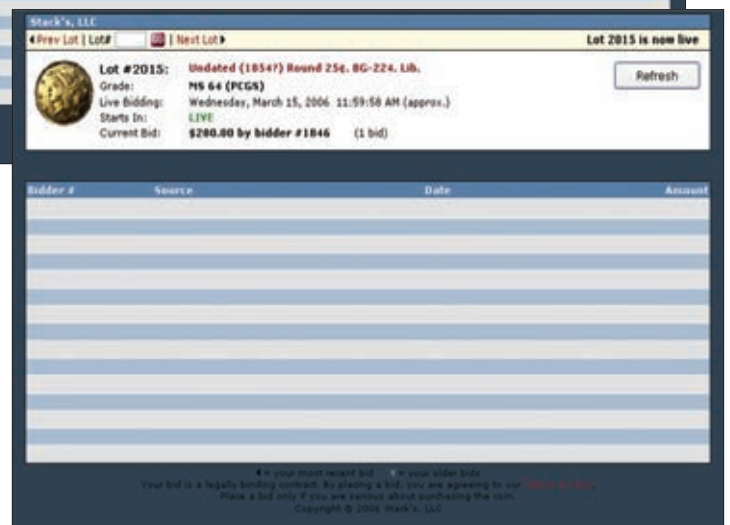 Stack's, LLC
Prev Lot | Lot# | Next Lot Lot 2015 is now live
Lot #2015: Undated (1854?) Round 25¢. BG-224. Lib.
Grade: MS 64 (PCGS)
Live Bidding: Wednesday, March 15, 2006 11:59:58 AM (approx.)
Starts In: LIVE
Current Bid: $200.00 by bidder #1846 (1 bid)
Refresh
Bidder # Source Date Amount
= your most recent bid = your older bids
Your bid is a legally binding contract. By placing a bid, you are agreeing to our
Place a bid only if you are serious about purchasing the coin.
Copyright © 2006 Stack's, LLC